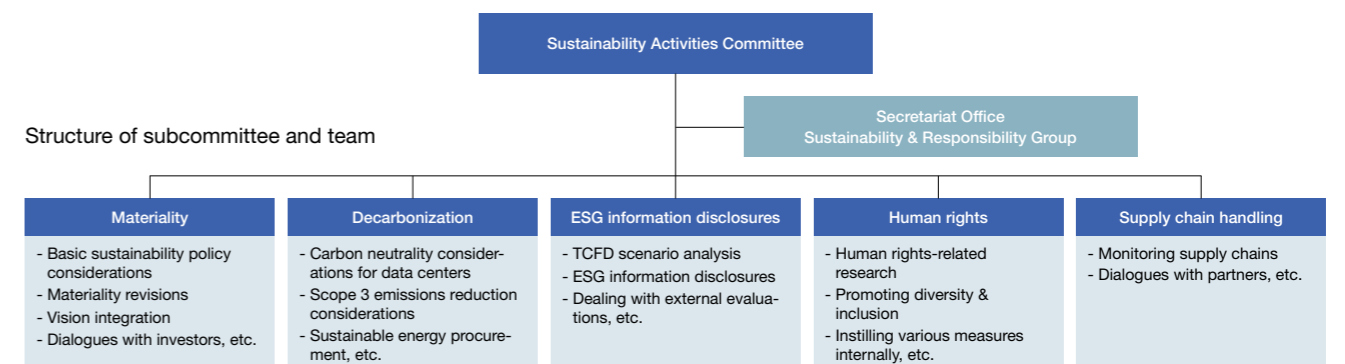 Sustainability Activities Committee
Secretariat Office
Sustainability & Responsibility Group
Structure of subcommittee and team
Materiality
- Basic sustainability policy
considerations
- Materiality revisions
- Vision integration
- Dialogues with investors, etc.
Decarbonization
- Carbon neutrality consider-
ations for data centers
- Scope 3 emissions reduction
considerations
- Sustainable energy procure-
ment, etc.
ESG information disclosures
- TCFD scenario analysis
- ESG information disclosures
- Dealing with external evalua-
tions, etc.
Human rights
- Human rights-related
research
- Promoting diversity &
inclusion
- Instilling various measures
internally, etc.
Supply chain handling
- Monitoring supply chains
- Dialogues with partners, etc.